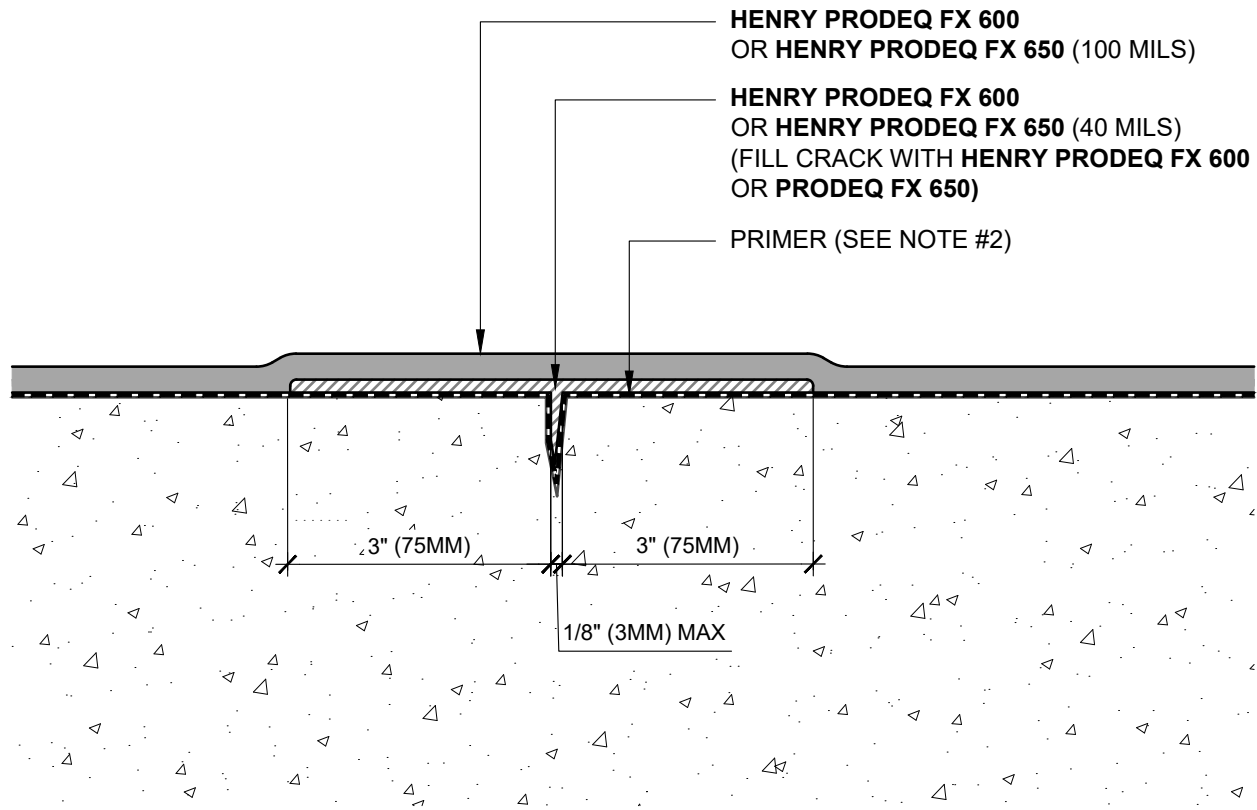 HENRY PRODEQ FX 600
OR HENRY PRODEQ FX 650 (100 MILS)
HENRY PRODEQ FX 600
OR HENRY PRODEQ FX 650 (40 MILS)
(FILL CRACK WITH HENRY PRODEQ FX 600
OR PRODEQ FX 650)
PRIMER (SEE NOTE #2)
3" (75MM)
3" (75MM)
1/8" (3MM) MAX